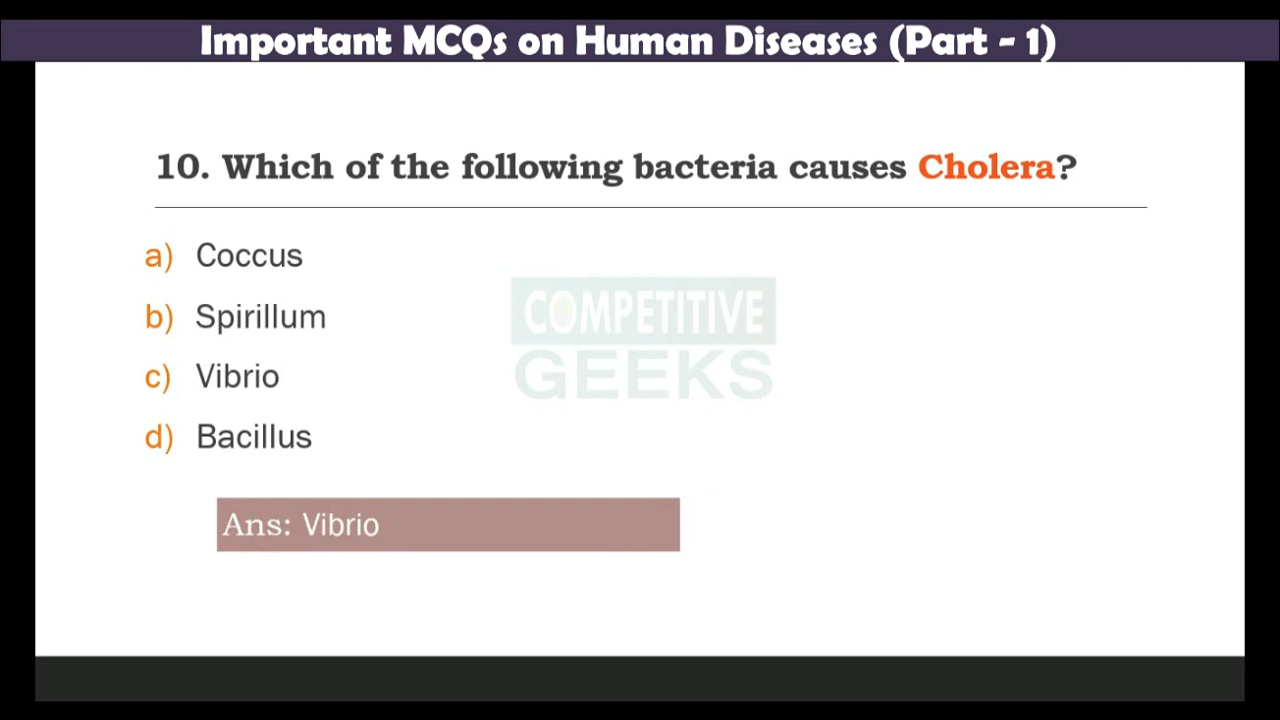 Important MCQs on Human Diseases (Part - 1)
10. Which of the following bacteria causes Cholera?
a) Coccus
b) Spirillum
COMPETITIVE
GEEKS
c) Vibrio
d) Bacillus
Ans: Vibrio